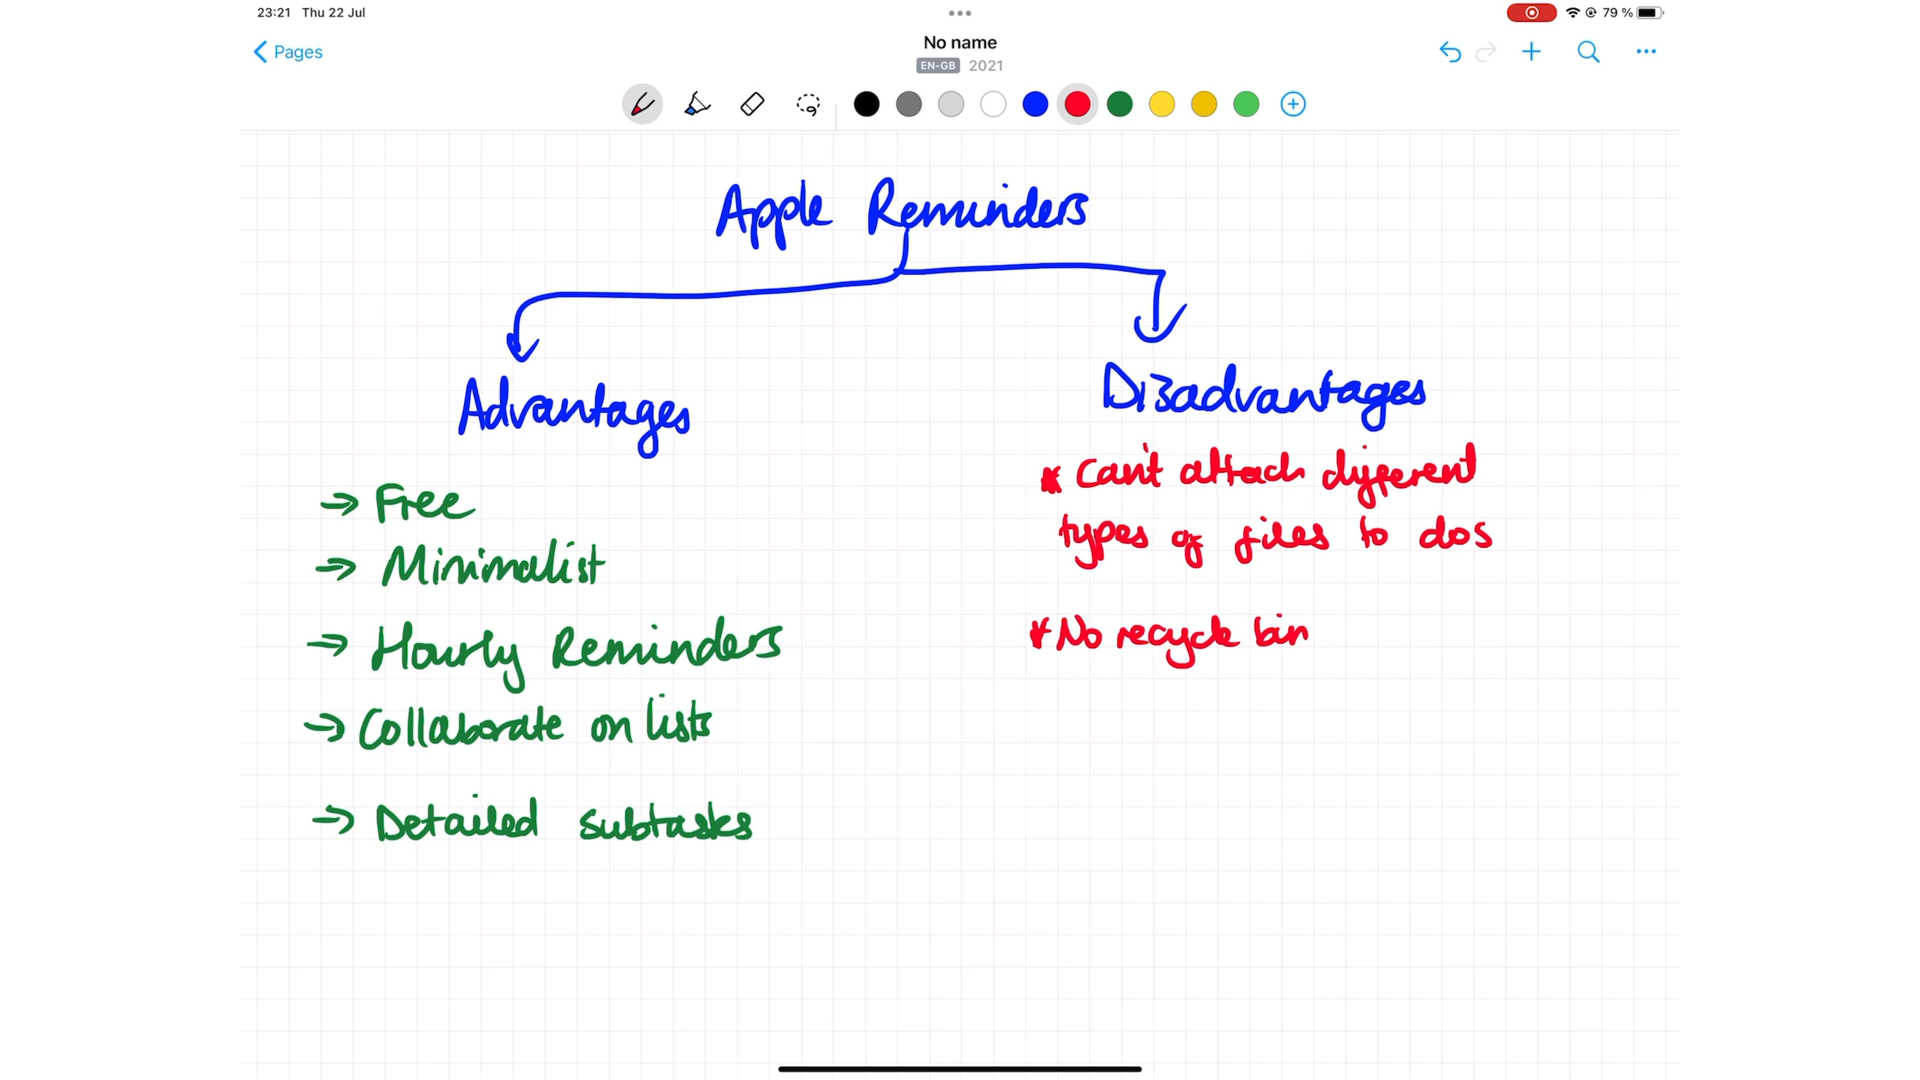 23:21 Thu 22 Jul
79 %
Pages
No name
EN-GB 2021
Apple Reminders
Advantages
→ Free
→ Minimalist
→ Hourly Reminders
→ Collaborate on lists
→ Detailed subtasks
Disadvantages
* Can't attach different
types of files to dos
* No recycle bin